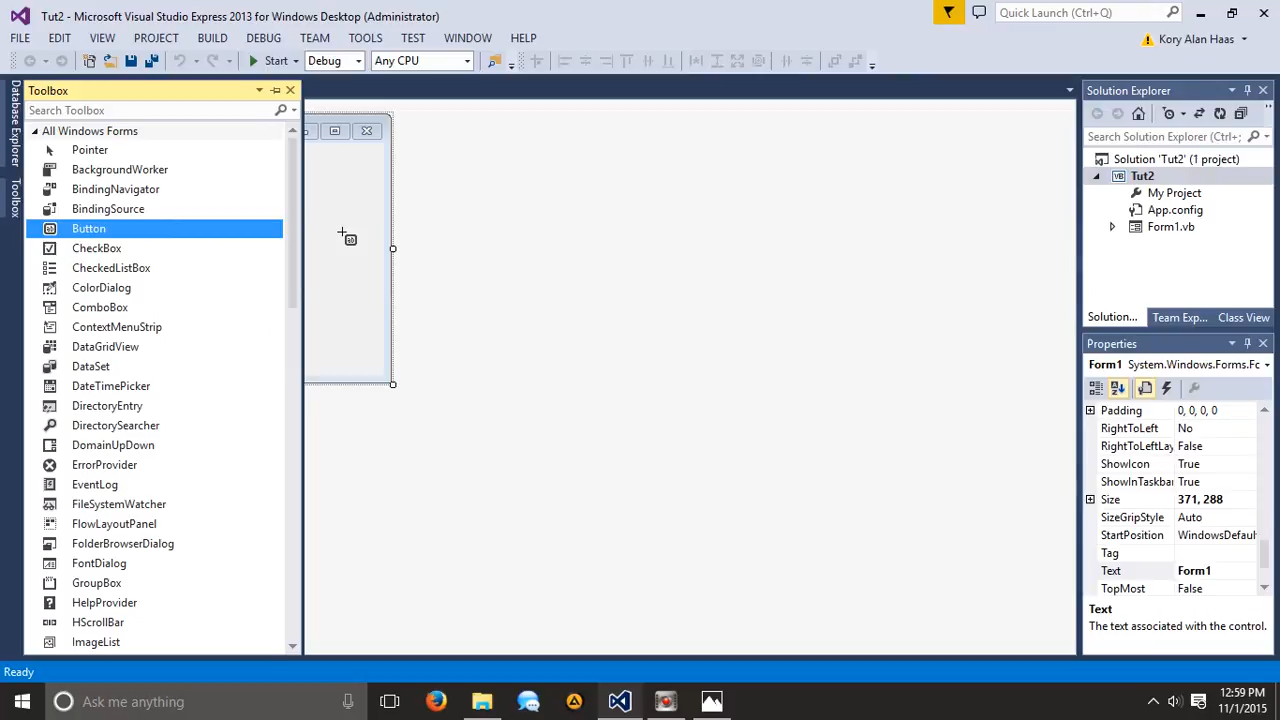 Tut2 - Microsoft Visual Studio Express 2013 for Windows Desktop (Administrator)
Quick Launch (Ctrl+Q)
FILE EDIT VIEW PROJECT BUILD DEBUG TEAM TOOLS TEST WINDOW HELP
Kory Alan Haas
Start Debug Any CPU
Database Explorer
Toolbox
Toolbox
Search Toolbox
All Windows Forms
Pointer
BackgroundWorker
BindingNavigator
BindingSource
Button
CheckBox
CheckedListBox
ColorDialog
ComboBox
ContextMenuStrip
DataGridView
DataSet
DateTimePicker
DirectoryEntry
DirectorySearcher
DomainUpDown
ErrorProvider
EventLog
FileSystemWatcher
FlowLayoutPanel
FolderBrowserDialog
FontDialog
GroupBox
HelpProvider
HScrollBar
ImageList
Solution Explorer
Search Solution Explorer (Ctrl+;
Solution 'Tut2' (1 project)
Tut2
My Project
App.config
Form1.vb
Solution... Team Exp... Class View
Properties
Form1 System.Windows.Forms.Fc
Padding 0, 0, 0, 0
RightToLeft No
RightToLeftLay False
ShowIcon True
ShowInTaskbar True
Size 371, 288
SizeGripStyle Auto
StartPosition WindowsDefau
Tag
Text Form1
TopMost False
Text
The text associated with the control.
Ready
Ask me anything
12:59 PM
11/1/2015